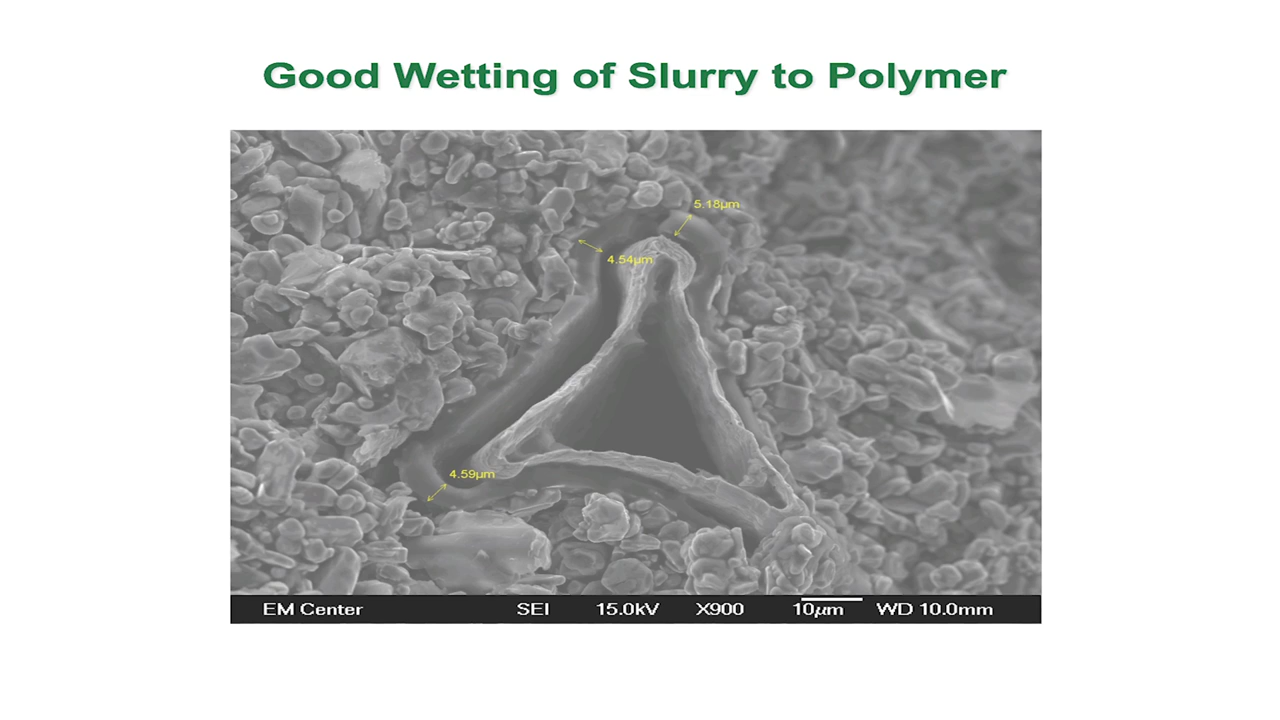 Good Wetting of Slurry to Polymer
5.18µm
4.54µm
4.59µm
EM Center SEI 15.0kV X900 10µm WD 10.0mm